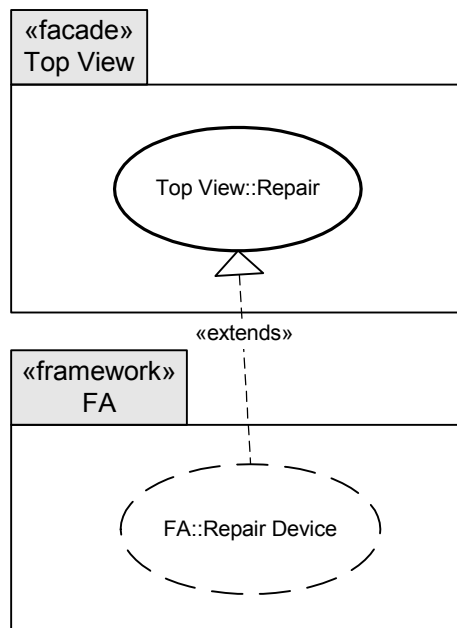 «facade»
Top View
Top View::Repair
«extends»
«framework»
FA
FA::Repair Device